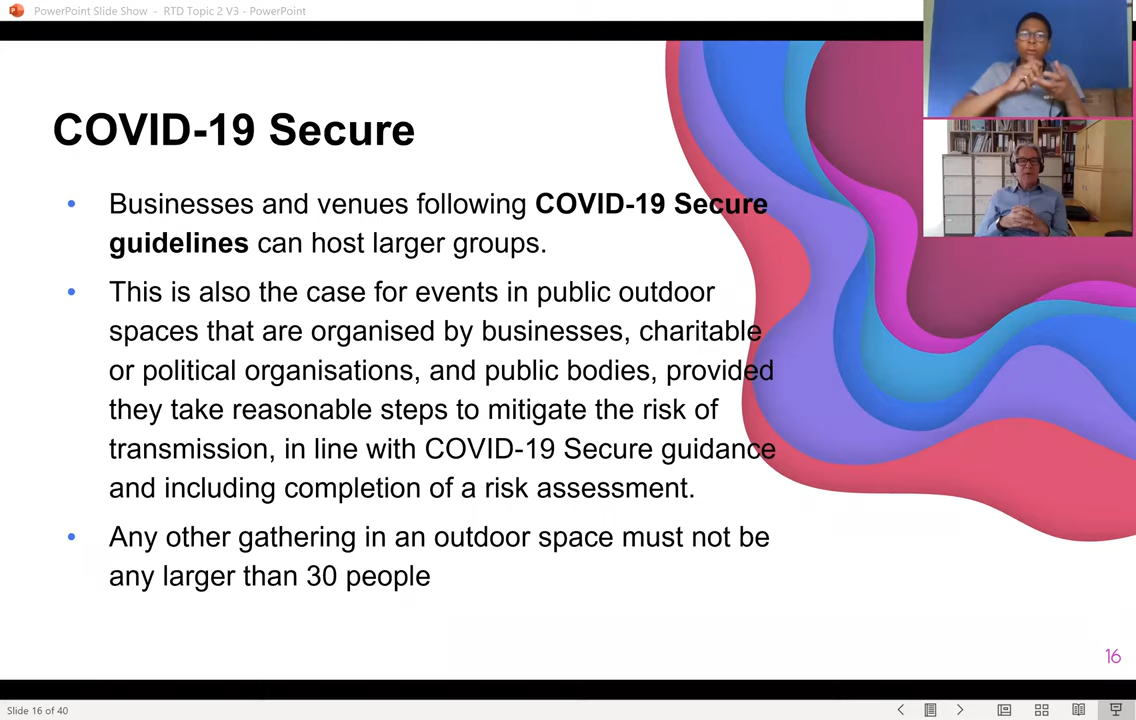 PowerPoint Slide Show - RTD Topic 2 V3 - PowerPoint
COVID-19 Secure
• Businesses and venues following COVID-19 Secure
guidelines can host larger groups.
• This is also the case for events in public outdoor
spaces that are organised by businesses, charitable
or political organisations, and public bodies, provided
they take reasonable steps to mitigate the risk of
transmission, in line with COVID-19 Secure guidance
and including completion of a risk assessment.
• Any other gathering in an outdoor space must not be
any larger than 30 people
16
Slide 16 of 40